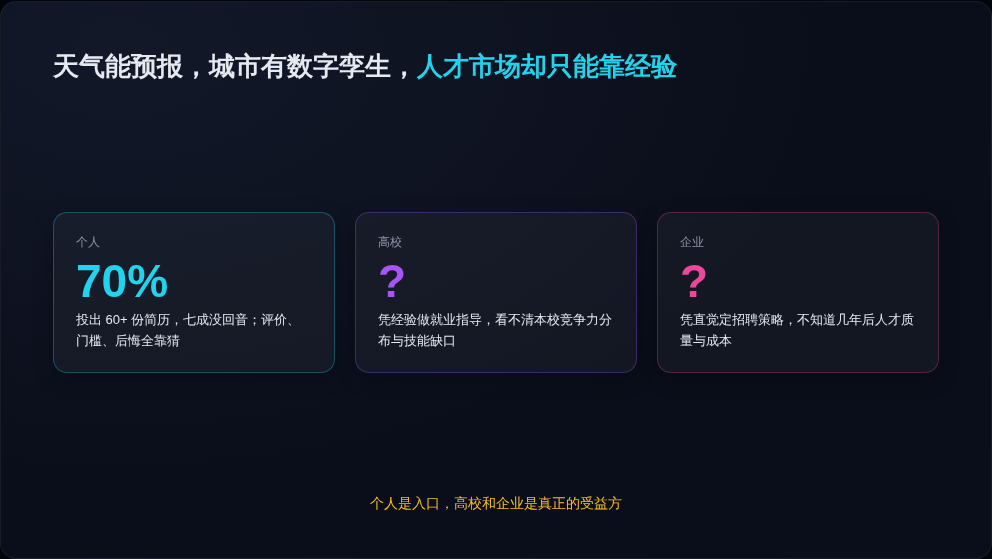 天气能预报，城市有数字孪生，人才市场却只能靠经验
个人
70%
投出 60+ 份简历，七成没回音；评价、
门槛、后悔全靠猜
高校
?
凭经验做就业指导，看不清本校竞争力分
布与技能缺口
企业
?
凭直觉定招聘策略，不知道几年后人才质
量与成本
个人是入口，高校和企业是真正的受益方